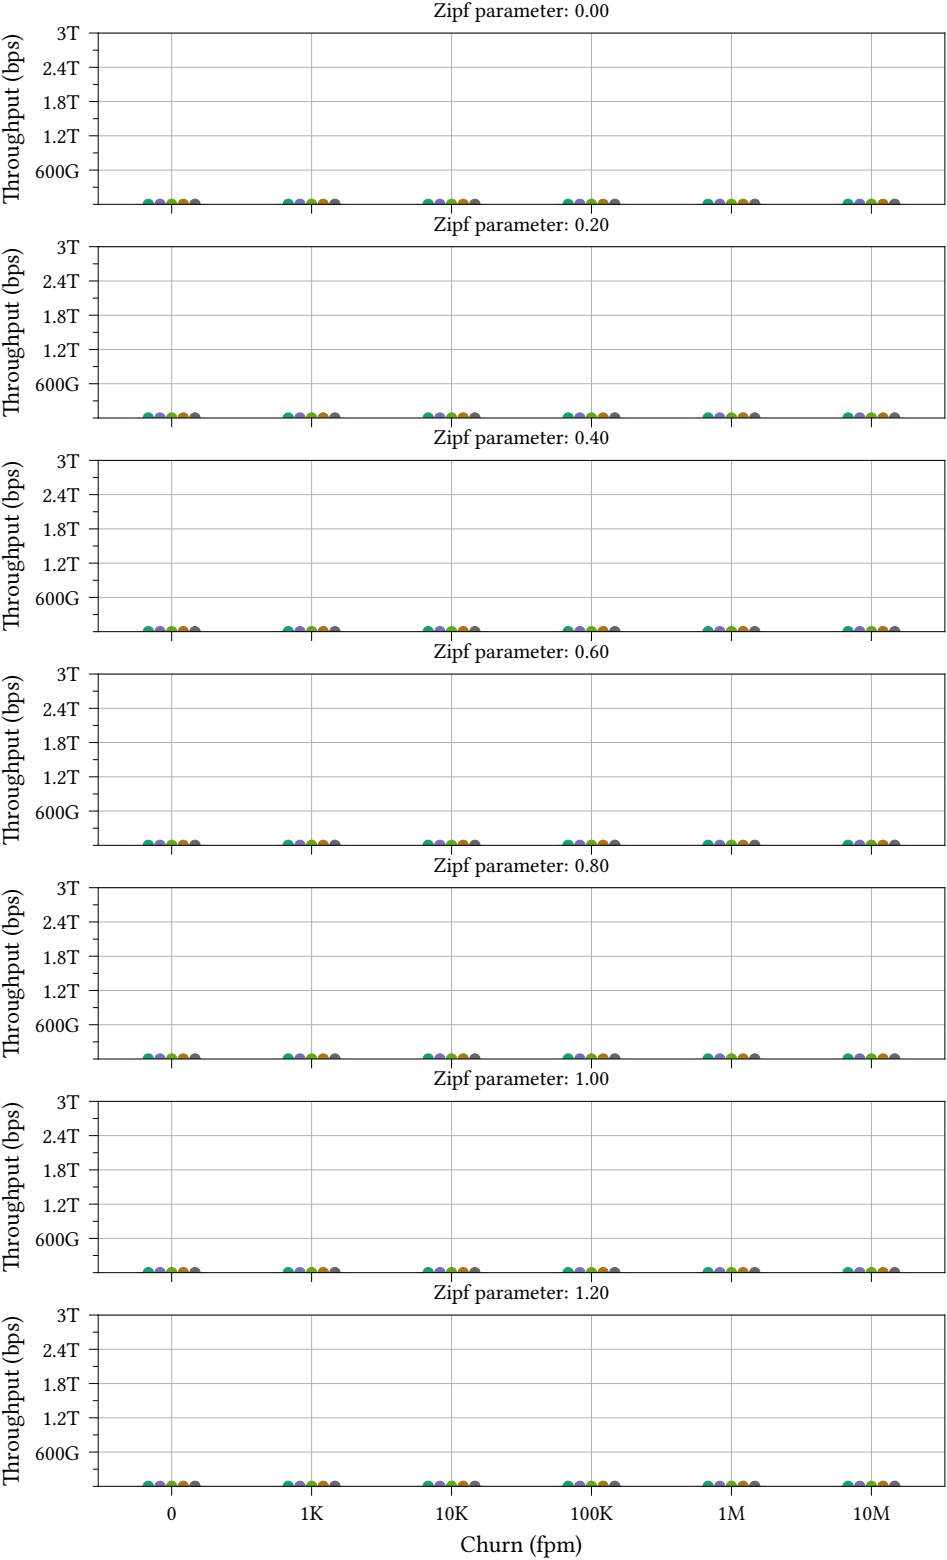 Zipf parameter: 0.00
Throughput (bps)
3T
2.4T
1.8T
1.2T
600G
Zipf parameter: 0.20
Throughput (bps)
3T
2.4T
1.8T
1.2T
600G
Zipf parameter: 0.40
Throughput (bps)
3T
2.4T
1.8T
1.2T
600G
Zipf parameter: 0.60
Throughput (bps)
3T
2.4T
1.8T
1.2T
600G
Zipf parameter: 0.80
Throughput (bps)
3T
2.4T
1.8T
1.2T
600G
Zipf parameter: 1.00
Throughput (bps)
3T
2.4T
1.8T
1.2T
600G
Zipf parameter: 1.20
Throughput (bps)
3T
2.4T
1.8T
1.2T
600G
0 1K 10K 100K 1M 10M
Churn (fpm)